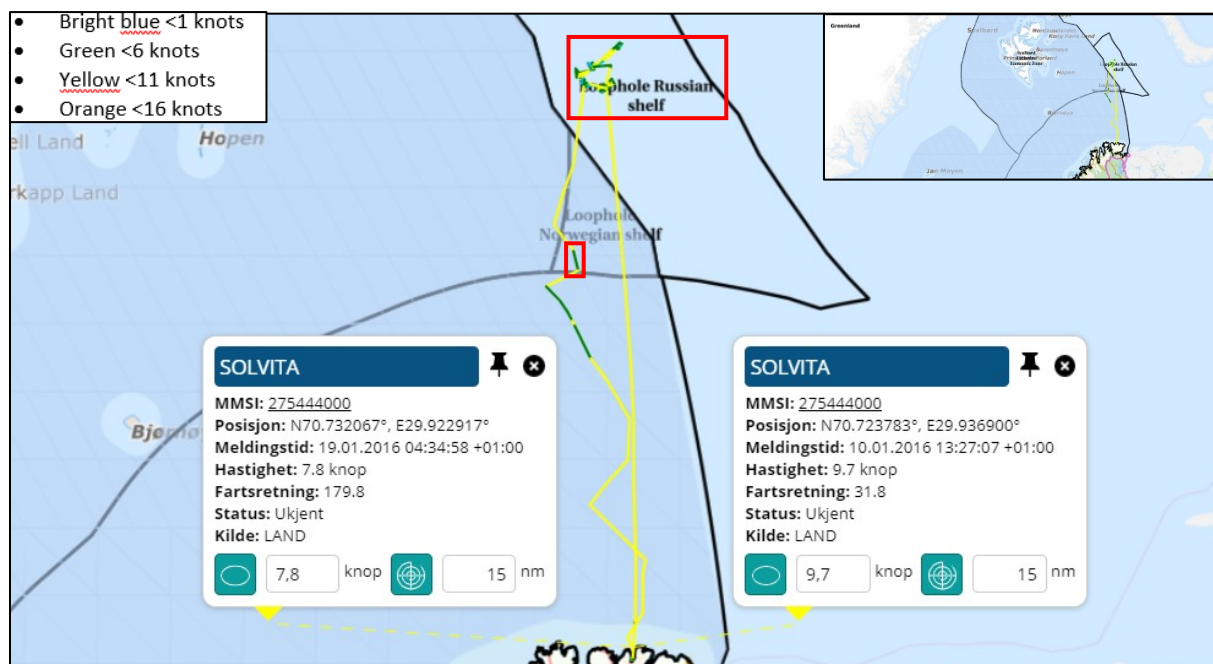 • Bright blue <1 knots
• Green <6 knots
• Yellow <11 knots
• Orange <16 knots
ell Land
Hopen
rkapp Land
Loophole Russian
shelf
Loophole
Norwegian shelf
Greenland
Svalbard
Hopen
Bjørnøya
Jan Mayen
Loophole Russian
shelf
Bjørnø
SOLVITA
MMSI: 275444000
Posisjon: N70.732067°, E29.922917°
Meldingstid: 19.01.2016 04:34:58 +01:00
Hastighet: 7.8 knop
Fartsretning: 179.8
Status: Ukjent
Kilde: LAND
7,8 knop 15 nm
SOLVITA
MMSI: 275444000
Posisjon: N70.723783°, E29.936900°
Meldingstid: 10.01.2016 13:27:07 +01:00
Hastighet: 9.7 knop
Fartsretning: 31.8
Status: Ukjent
Kilde: LAND
9,7 knop 15 nm